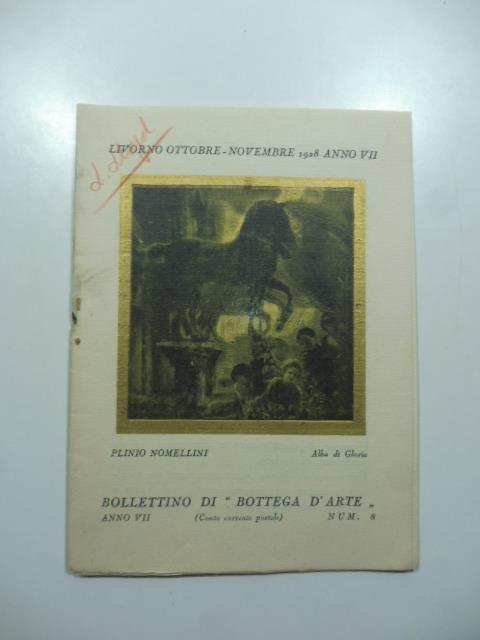 LIVORNO OTTOBRE - NOVEMBRE 1928 ANNO VII
PLINIO NOMELLINI Alba di Gloria
BOLLETTINO DI “ BOTTEGA D'ARTE „
ANNO VII (Conto corrente postale) NUM. 8